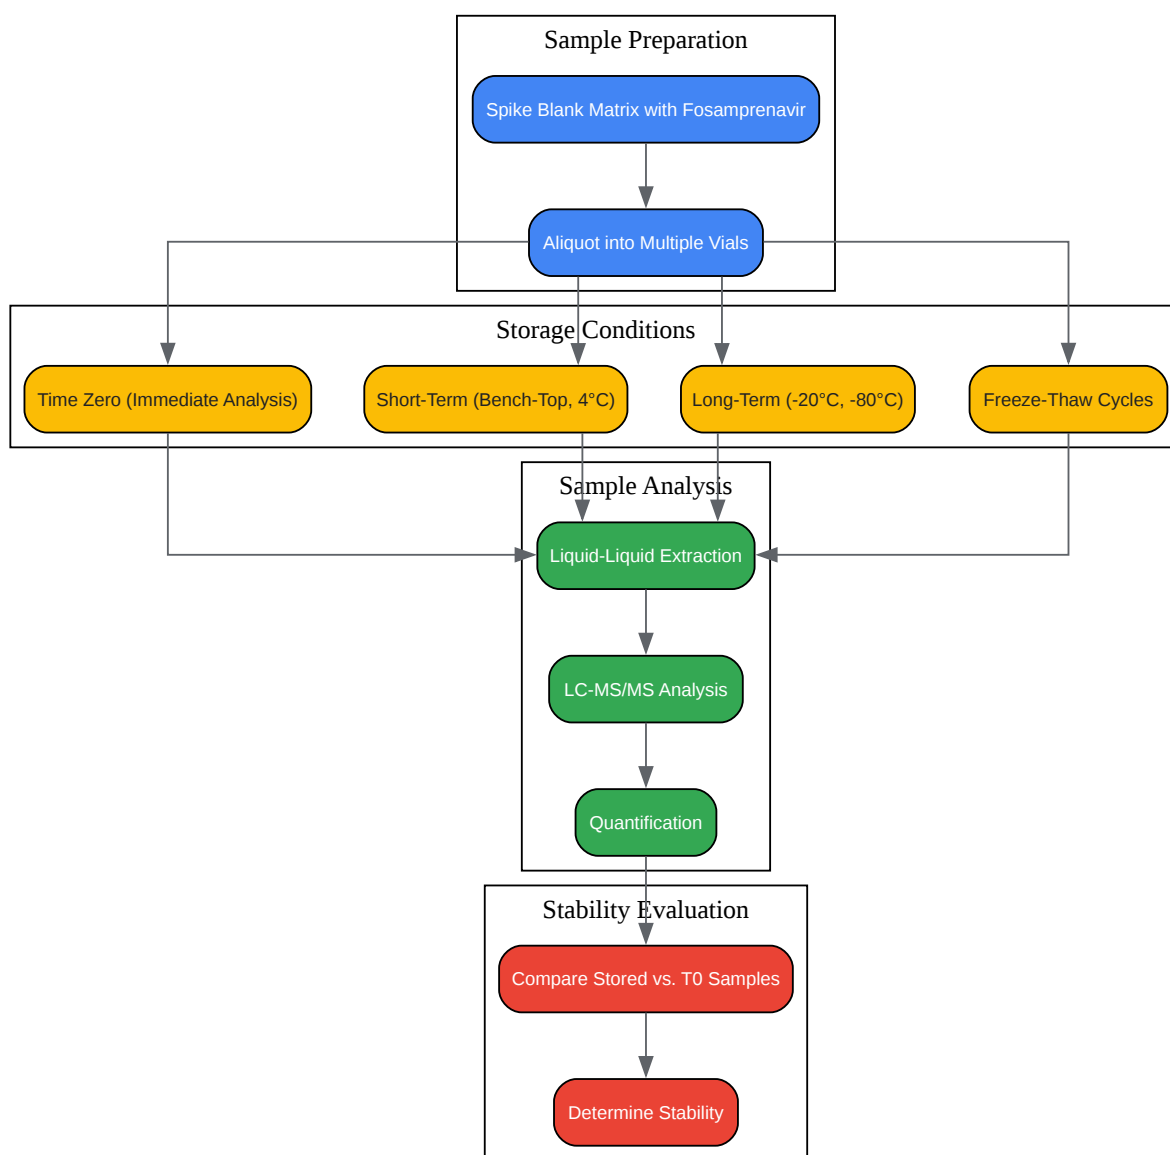 Sample Preparation
Spike Blank Matrix with Fosamprenavir
Aliquot into Multiple Vials
Storage Conditions
Time Zero (Immediate Analysis)
Short-Term (Bench-Top, 4°C)
Long-Term (-20°C, -80°C)
Freeze-Thaw Cycles
Sample Analysis
Liquid-Liquid Extraction
LC-MS/MS Analysis
Quantification
Stability Evaluation
Compare Stored vs. T0 Samples
Determine Stability